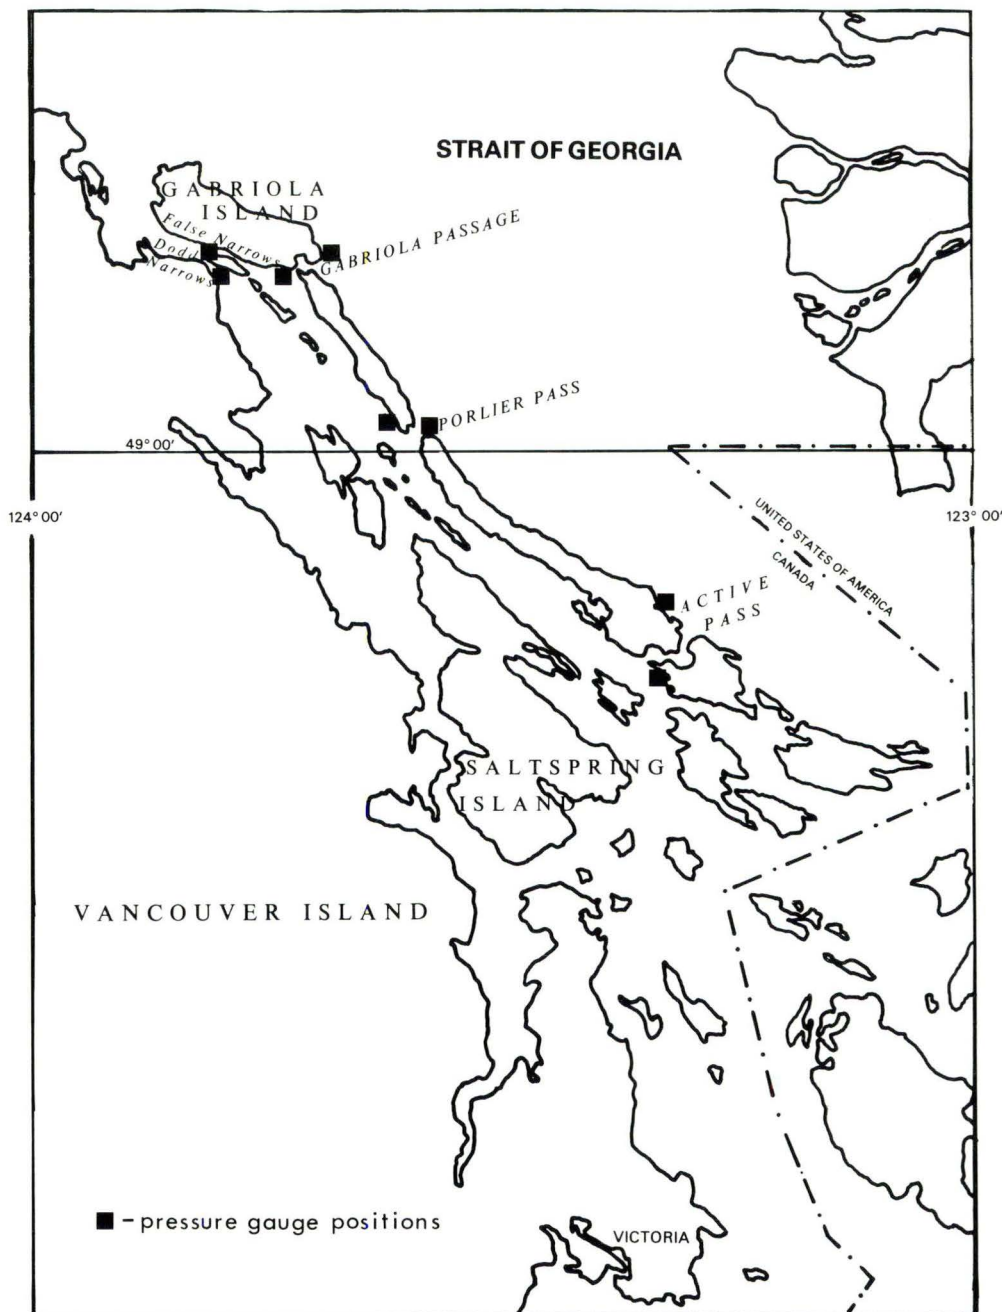 STRAIT OF GEORGIA
GABRIOLA
ISLAND
False Narrows
Dodd
Narrows
GABRIOLA PASSAGE
PORLIER PASS
49° 00'
124° 00'
123° 00'
UNITED STATES OF AMERICA
CANADA
ACTIVE
PASS
SALTSPRING
ISLAND
VANCOUVER ISLAND
- pressure gauge positions
VICTORIA